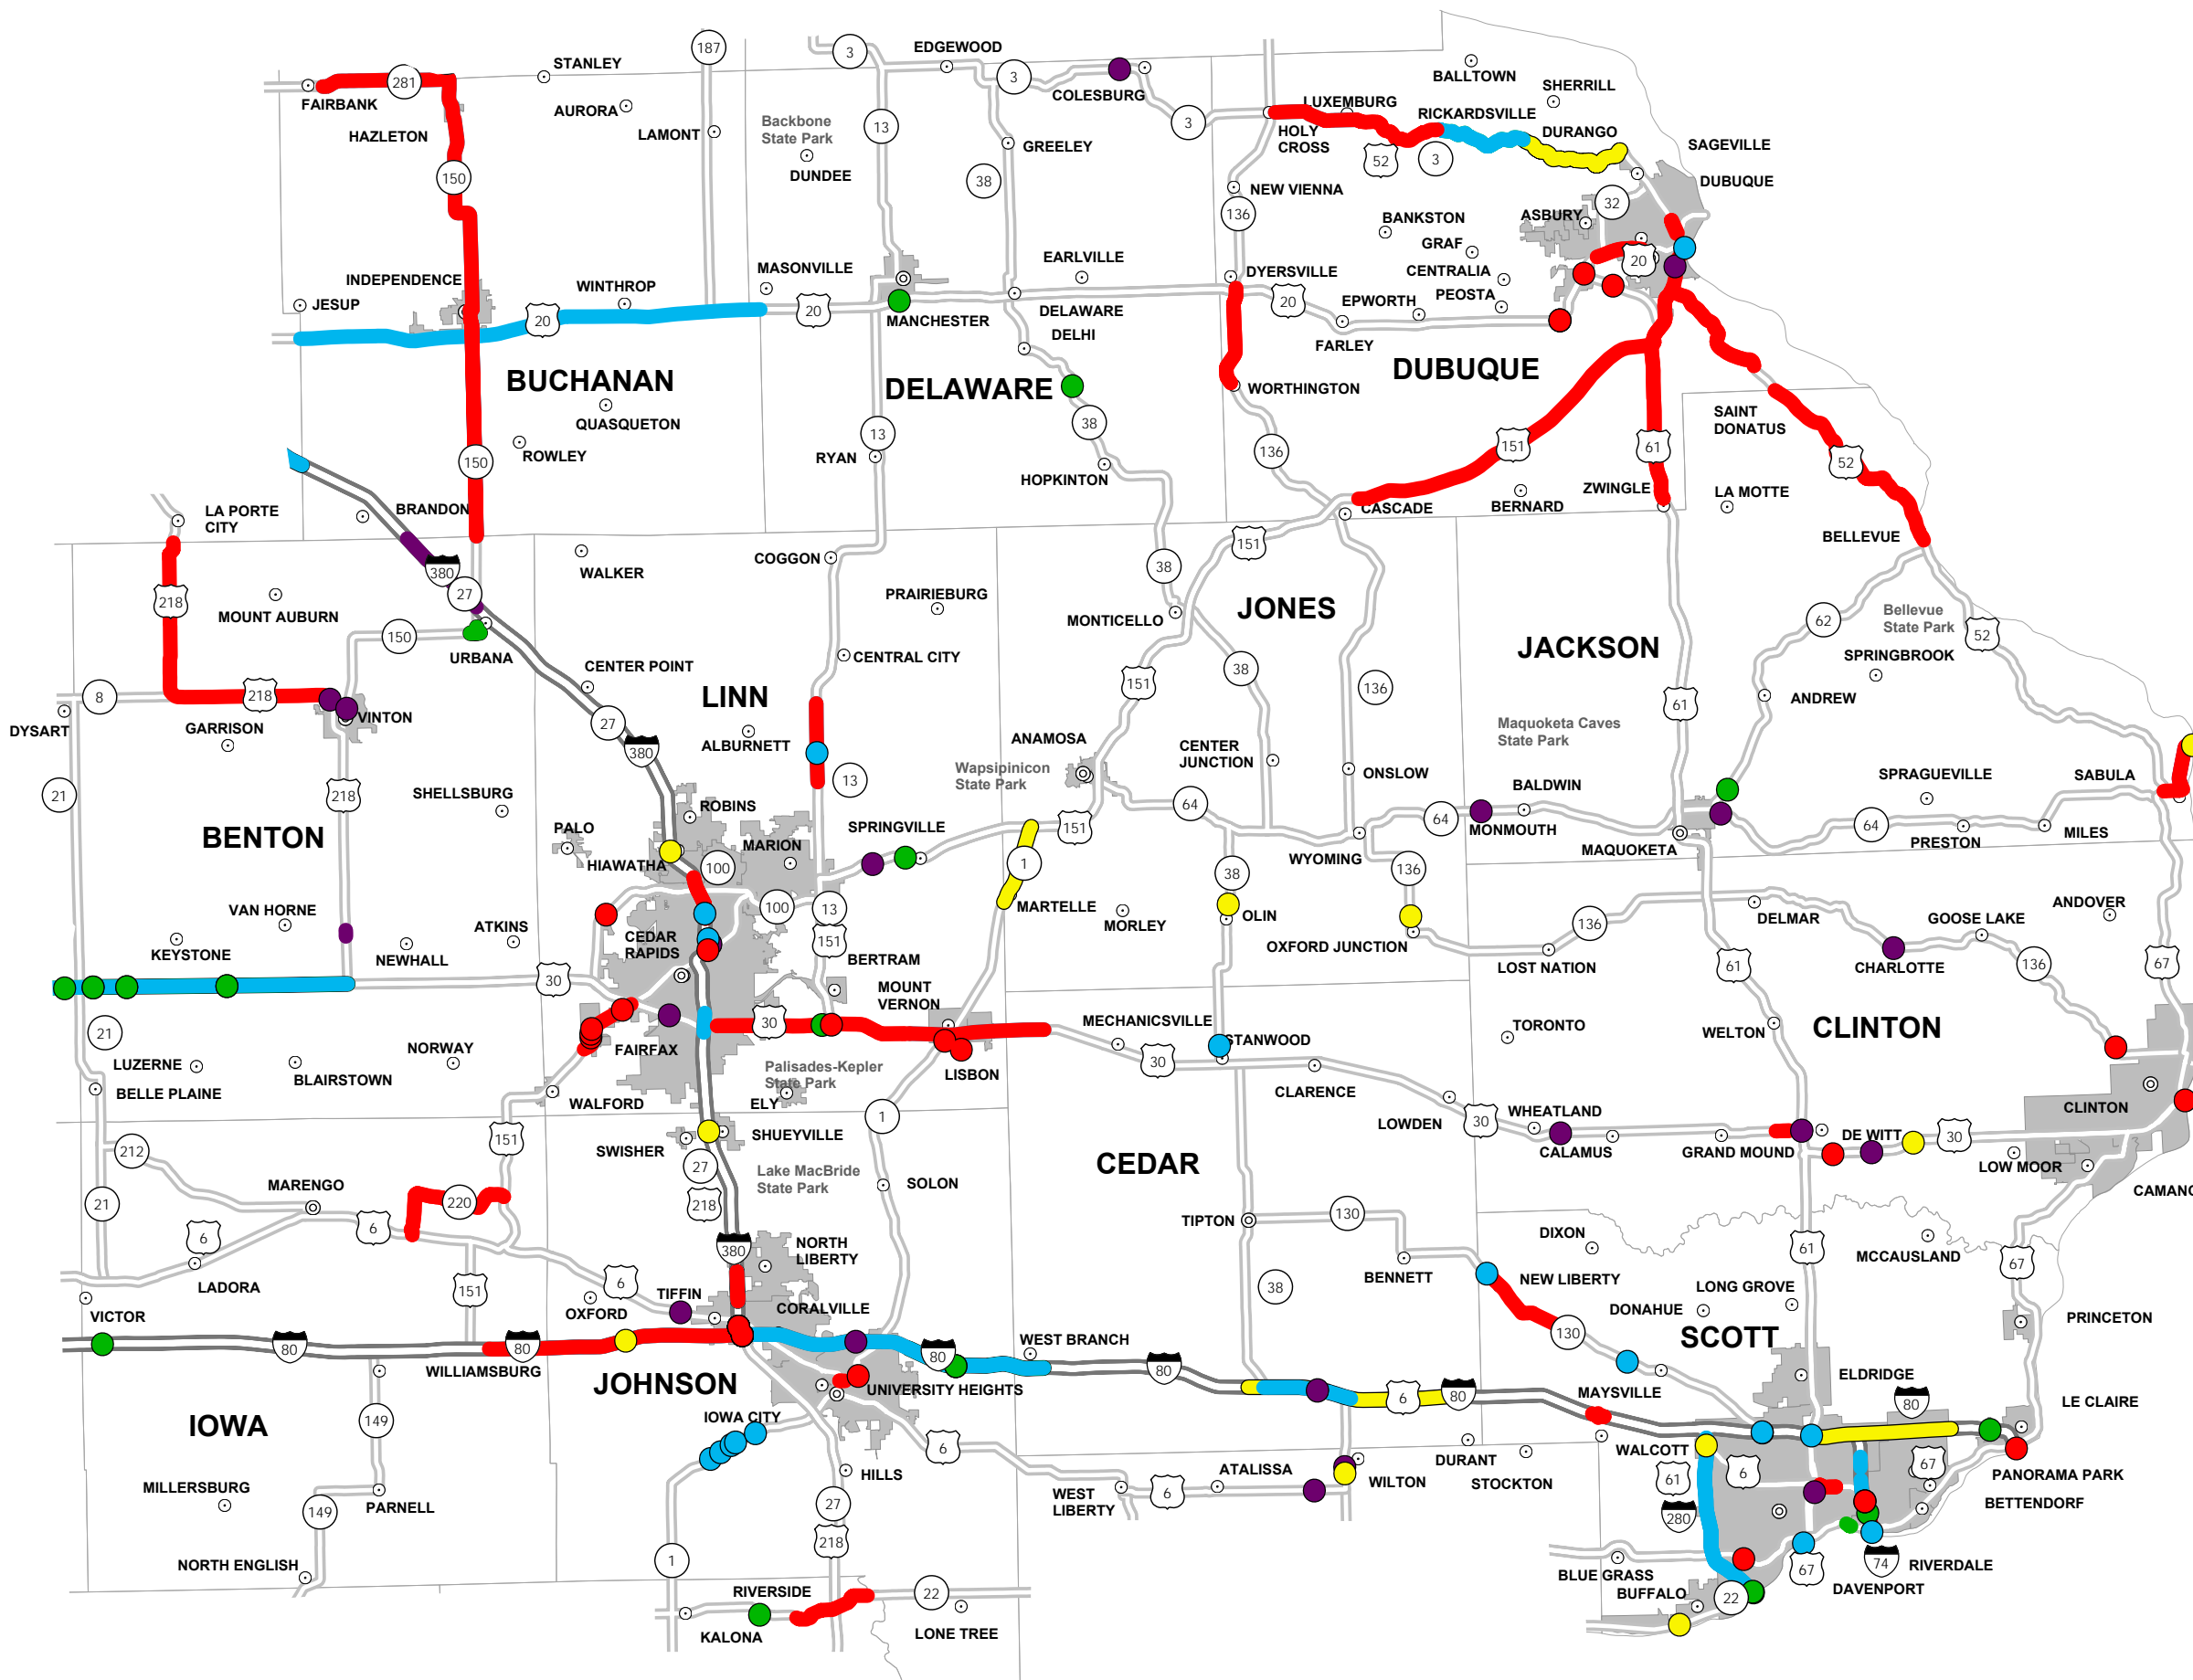 187
3
EDGEWOOD
STANLEY
281
3
BALLTOWN
SHERRILL
FAIRBANK
AURORA
COLESBURG
LUXEMBURG
RICKARDSVILLE
HAZLETON
LAMONT
Backbone
State Park
13
3
DURANGO
HOLY
CROSS
GREELEY
52
3
SAGEVILLE
150
DUNDEE
38
NEW VIENNA
DUBUQUE
32
136
BANKSTON
ASBURY
GRAF
INDEPENDENCE
MASONVILLE
EARLVILLE
DYERSVILLE
CENTRALIA
20
JESUP
WINTHROP
20
EPWORTH
PEOSTA
20
20
MANCHESTER
DELAWARE
DELHI
FARLEY
BUCHANAN
DELAWARE
DUBUQUE
WORTHINGTON
QUASQUETON
38
SAINT
DONATUS
13
150
ROWLEY
RYAN
136
151
61
52
HOPKINTON
ZWINGLE
LA MOTTE
LA PORTE
CITY
BRANDON
CASCADE
BERNARD
BELLEVUE
151
COGGON
380
WALKER
38
27
218
PRAIRIEBURG
JONES
MOUNT AUBURN
MONTICELLO
62
Bellevue
State Park
150
52
URBANA
JACKSON
CENTRAL CITY
SPRINGBROOK
CENTER POINT
38
151
136
8
218
LINN
ANDREW
61
DYSART
GARRISON
VINTON
27
Maquoketa Caves
State Park
ALBURNETT
ANAMOSA
CENTER
JUNCTION
380
Wapsipinicon
State Park
ONSLOW
SPRAGUEVILLE
SABULA
21
218
SHELLSBURG
13
BALDWIN
ROBINS
64
BENTON
PALO
SPRINGVILLE
151
64
MONMOUTH
64
MARION
PRESTON
MILES
HIAWATHA
100
1
WYOMING
MAQUOKETA
38
136
VAN HORNE
100
13
MARTELLE
DELMAR
GOOSE LAKE
ANDOVER
ATKINS
OLIN
136
MORLEY
KEYSTONE
CEDAR
RAPIDS
151
OXFORD JUNCTION
NEWHALL
BERTRAM
LOST NATION
CHARLOTTE
61
136
67
30
MOUNT
VERNON
21
30
MECHANICSVILLE
TORONTO
WELTON
CLINTON
STANWOOD
LUZERNE
NORWAY
FAIRFAX
30
BLAIRSTOWN
Palisades-Kepler
State Park
LISBON
CLARENCE
BELLE PLAINE
WALFORD
ELY
1
LOWDEN
WHEATLAND
CLINTON
30
151
SHUEYVILLE
DE WITT
30
212
SWISHER
CALAMUS
GRAND MOUND
LOW MOOR
27
Lake MacBride
State Park
CEDAR
MARENGO
SOLON
21
220
218
TIPTON
130
6
DIXON
6
NORTH
LIBERTY
61
MCCAUSLAND
380
BENNETT
67
LADORA
151
6
NEW LIBERTY
LONG GROVE
38
TIFFIN
VICTOR
OXFORD
CORALVILLE
DONAHUE
PRINCETON
80
80
WEST BRANCH
130
SCOTT
80
80
WILLIAMSBURG
JOHNSON
UNIVERSITY HEIGHTS
MAYSVILLE
ELDRIDGE
6
80
80
LE CLAIRE
IOWA
149
IOWA CITY
6
WALCOTT
DURANT
67
MILLERSBURG
HILLS
ATALISSA
WILTON
61
6
PANORAMA PARK
STOCKTON
WEST
LIBERTY
6
PARNELL
27
BETTENDORF
149
280
218
NORTH ENGLISH
1
74
RIVERDALE
BLUE GRASS
67
RIVERSIDE
22
BUFFALO
22
DAVENPORT
KALONA
LONE TREE